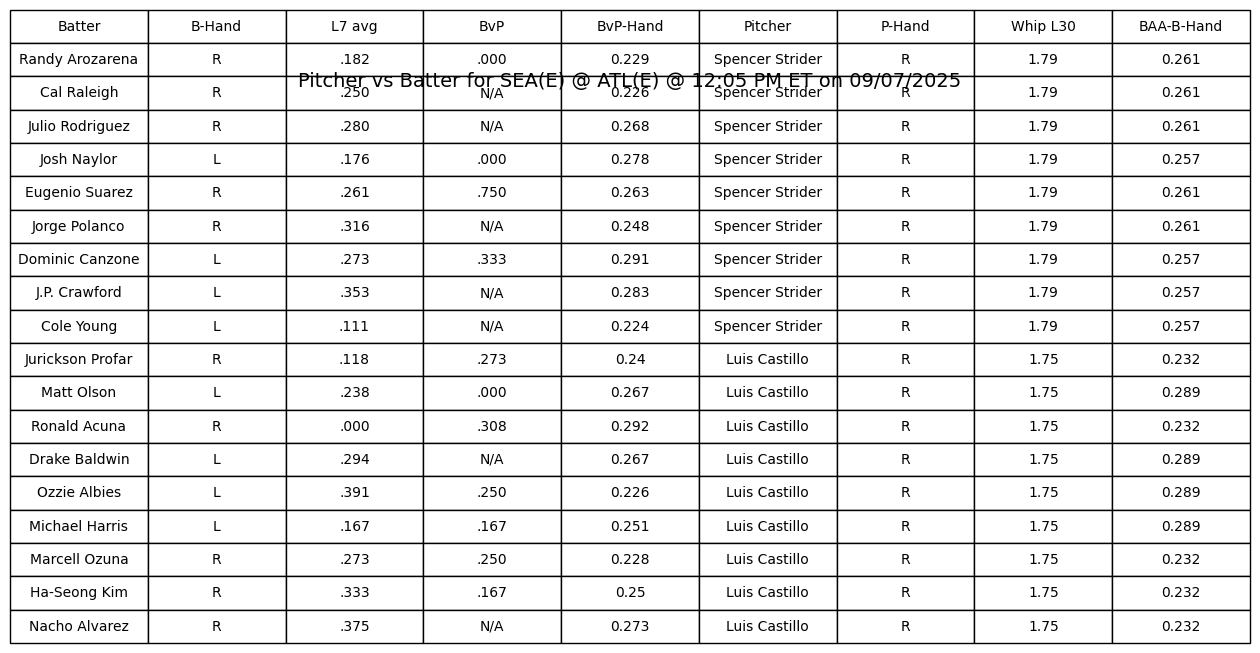 Batter B-Hand L7 avg BvP BvP-Hand Pitcher P-Hand Whip L30 BAA-B-Hand
Randy Arozarena R .182 .000 0.229 Spencer Strider R 1.79 0.261
Pitcher vs Batter for SEA(E) @ ATL(E) @ 12:05 PM ET on 09/07/2025
Cal Raleigh R .250 N/A 0.226 Spencer Strider R 1.79 0.261
Julio Rodriguez R .280 N/A 0.268 Spencer Strider R 1.79 0.261
Josh Naylor L .176 .000 0.278 Spencer Strider R 1.79 0.257
Eugenio Suarez R .261 .750 0.263 Spencer Strider R 1.79 0.261
Jorge Polanco R .316 N/A 0.248 Spencer Strider R 1.79 0.261
Dominic Canzone L .273 .333 0.291 Spencer Strider R 1.79 0.257
J.P. Crawford L .353 N/A 0.283 Spencer Strider R 1.79 0.257
Cole Young L .111 N/A 0.224 Spencer Strider R 1.79 0.257
Jurickson Profar R .118 .273 0.24 Luis Castillo R 1.75 0.232
Matt Olson L .238 .000 0.267 Luis Castillo R 1.75 0.289
Ronald Acuna R .000 .308 0.292 Luis Castillo R 1.75 0.232
Drake Baldwin L .294 N/A 0.267 Luis Castillo R 1.75 0.289
Ozzie Albies L .391 .250 0.226 Luis Castillo R 1.75 0.289
Michael Harris L .167 .167 0.251 Luis Castillo R 1.75 0.289
Marcell Ozuna R .273 .250 0.228 Luis Castillo R 1.75 0.232
Ha-Seong Kim R .333 .167 0.25 Luis Castillo R 1.75 0.232
Nacho Alvarez R .375 N/A 0.273 Luis Castillo R 1.75 0.232